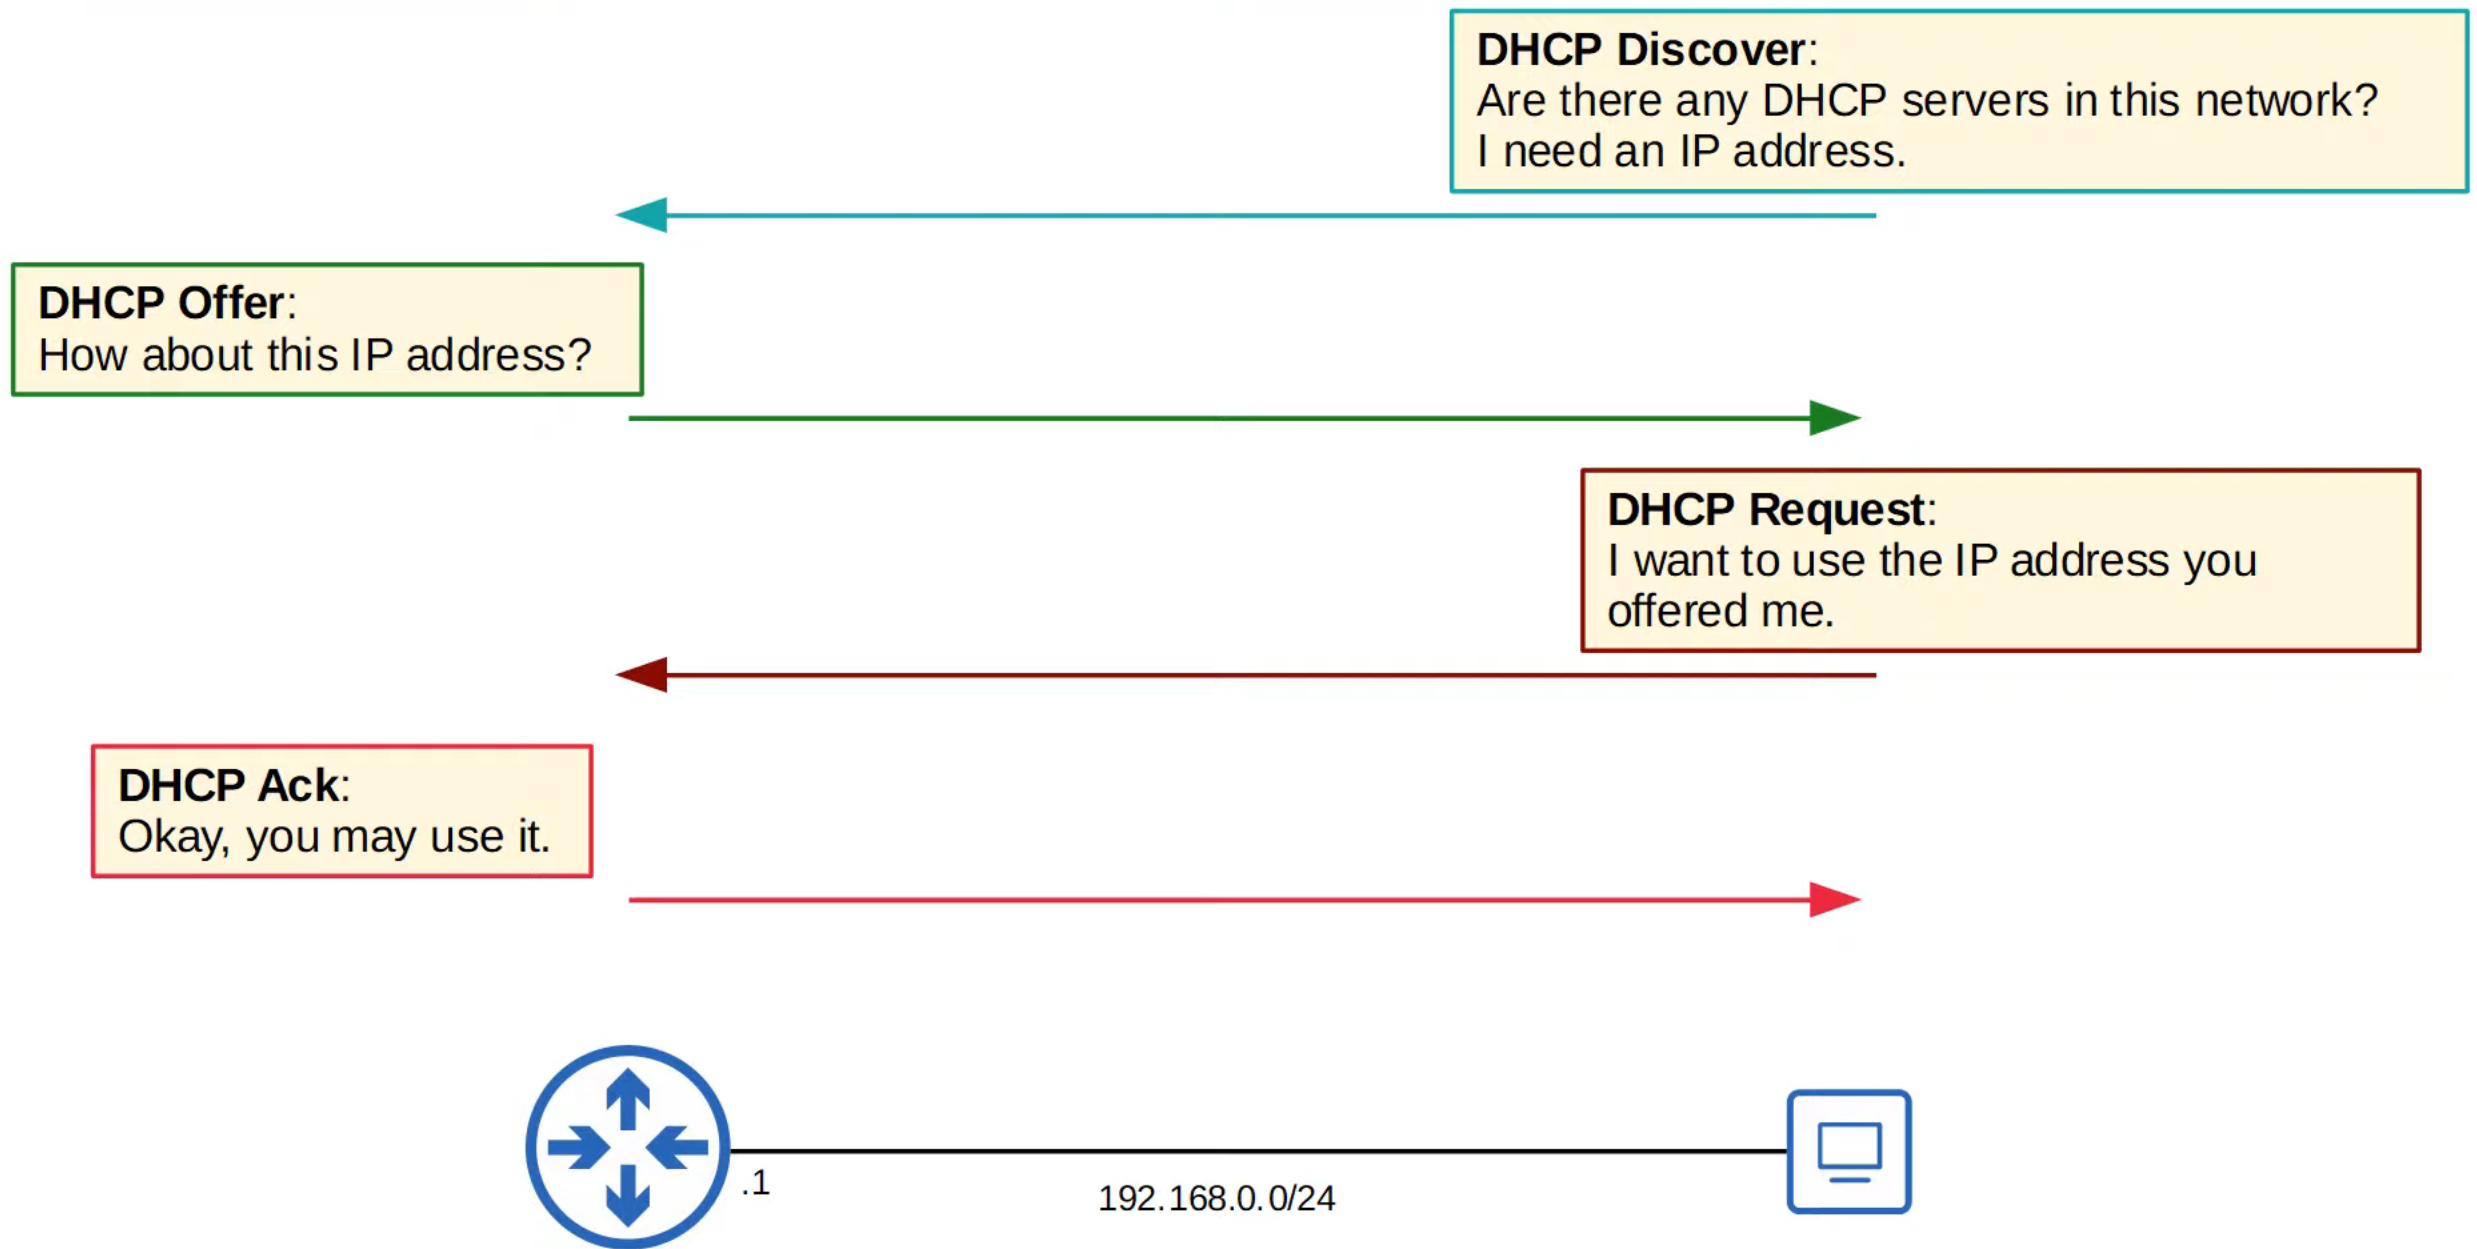 DHCP Discover:
Are there any DHCP servers in this network?
I need an IP address.
DHCP Offer:
How about this IP address?
DHCP Request:
I want to use the IP address you
offered me.
DHCP Ack:
Okay, you may use it.
.1
192.168.0.0/24